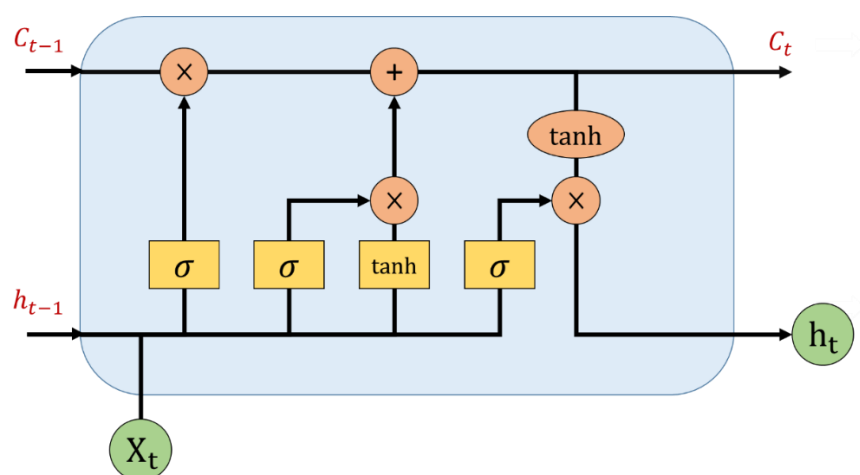 C_{t−1}
C_t
×
+
tanh
×
×
σ
σ
tanh
σ
h_{t−1}
h_t
X_t